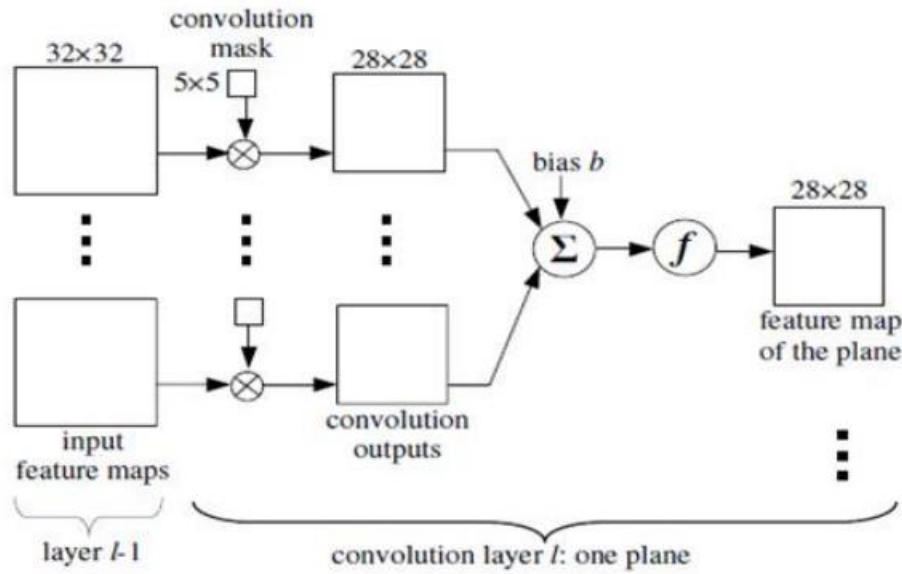 convolution
mask
32×32
5×5
28×28
bias b
Σ
f
28×28
feature map
of the plane
input
feature maps
convolution
outputs
layer l-1
convolution layer l: one plane